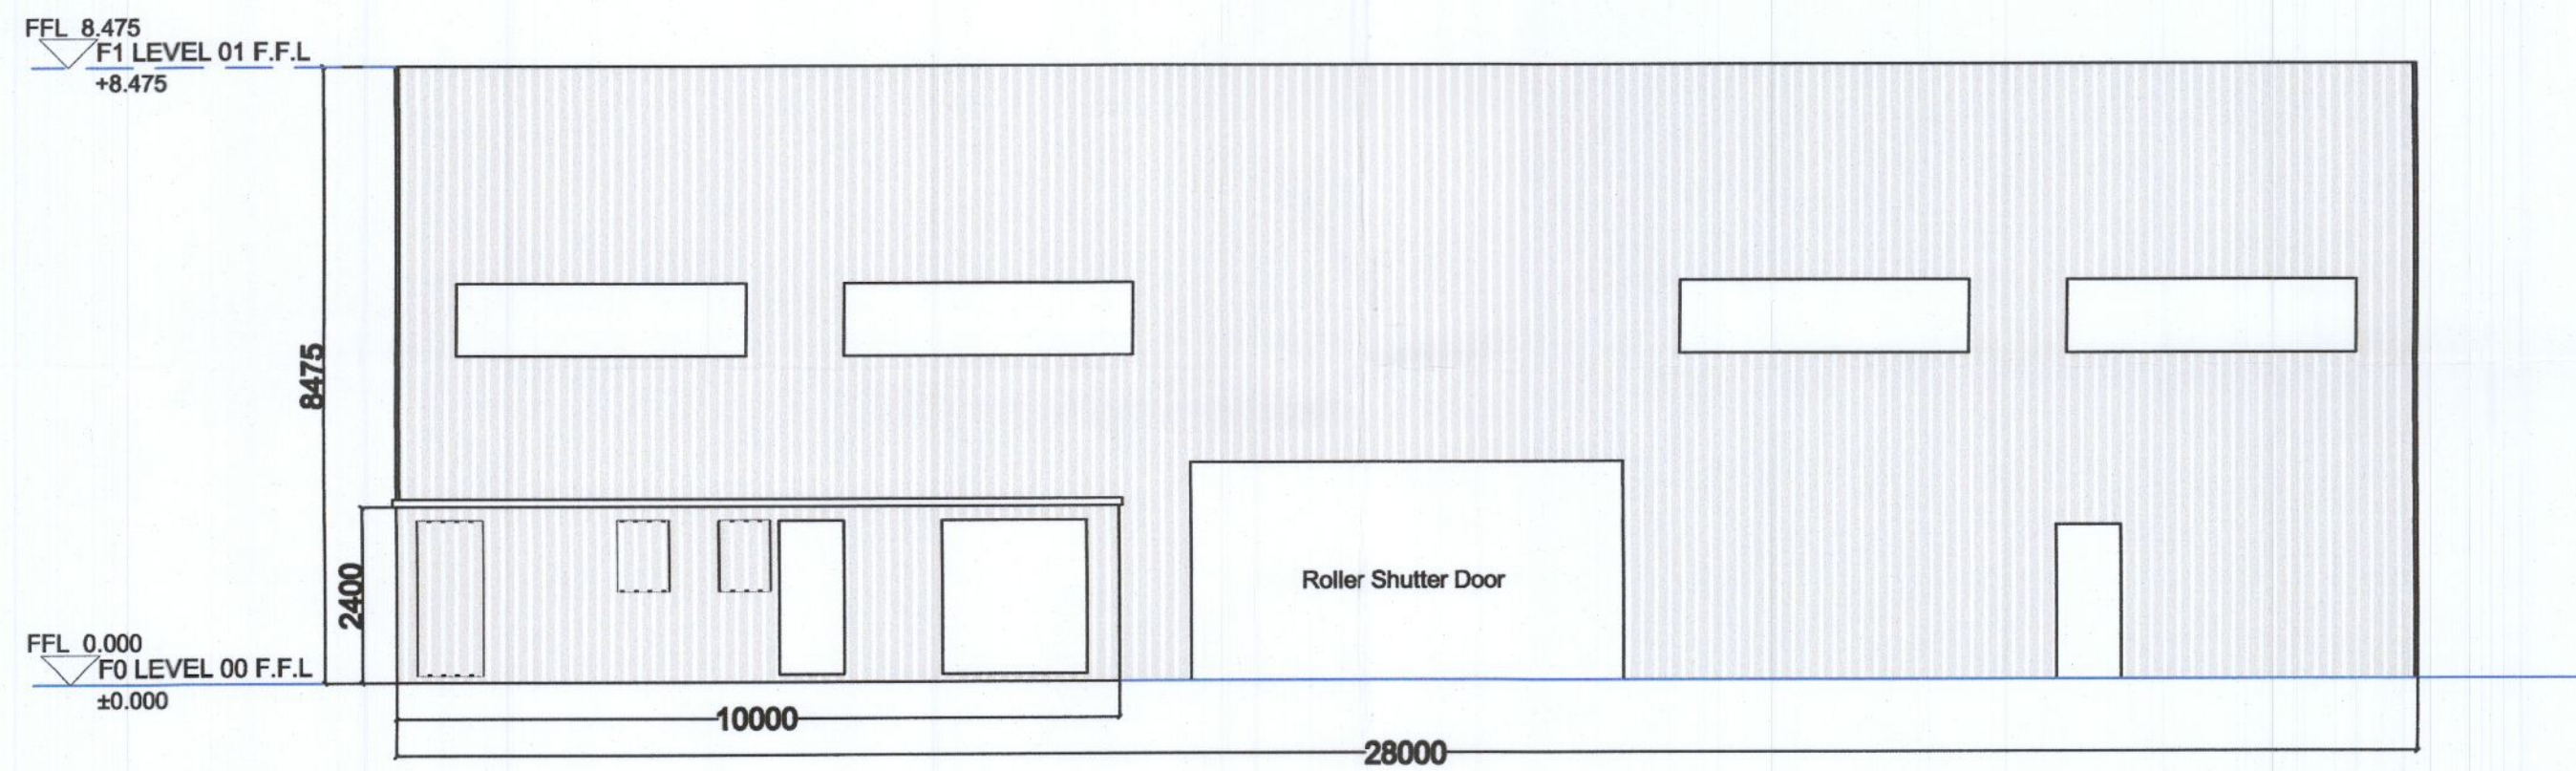 FFL 8.475
F1 LEVEL 01 F.F.L
+8.475
8475
2400
Roller Shutter Door
FFL 0.000
F0 LEVEL 00 F.F.L
±0.000
10000
28000